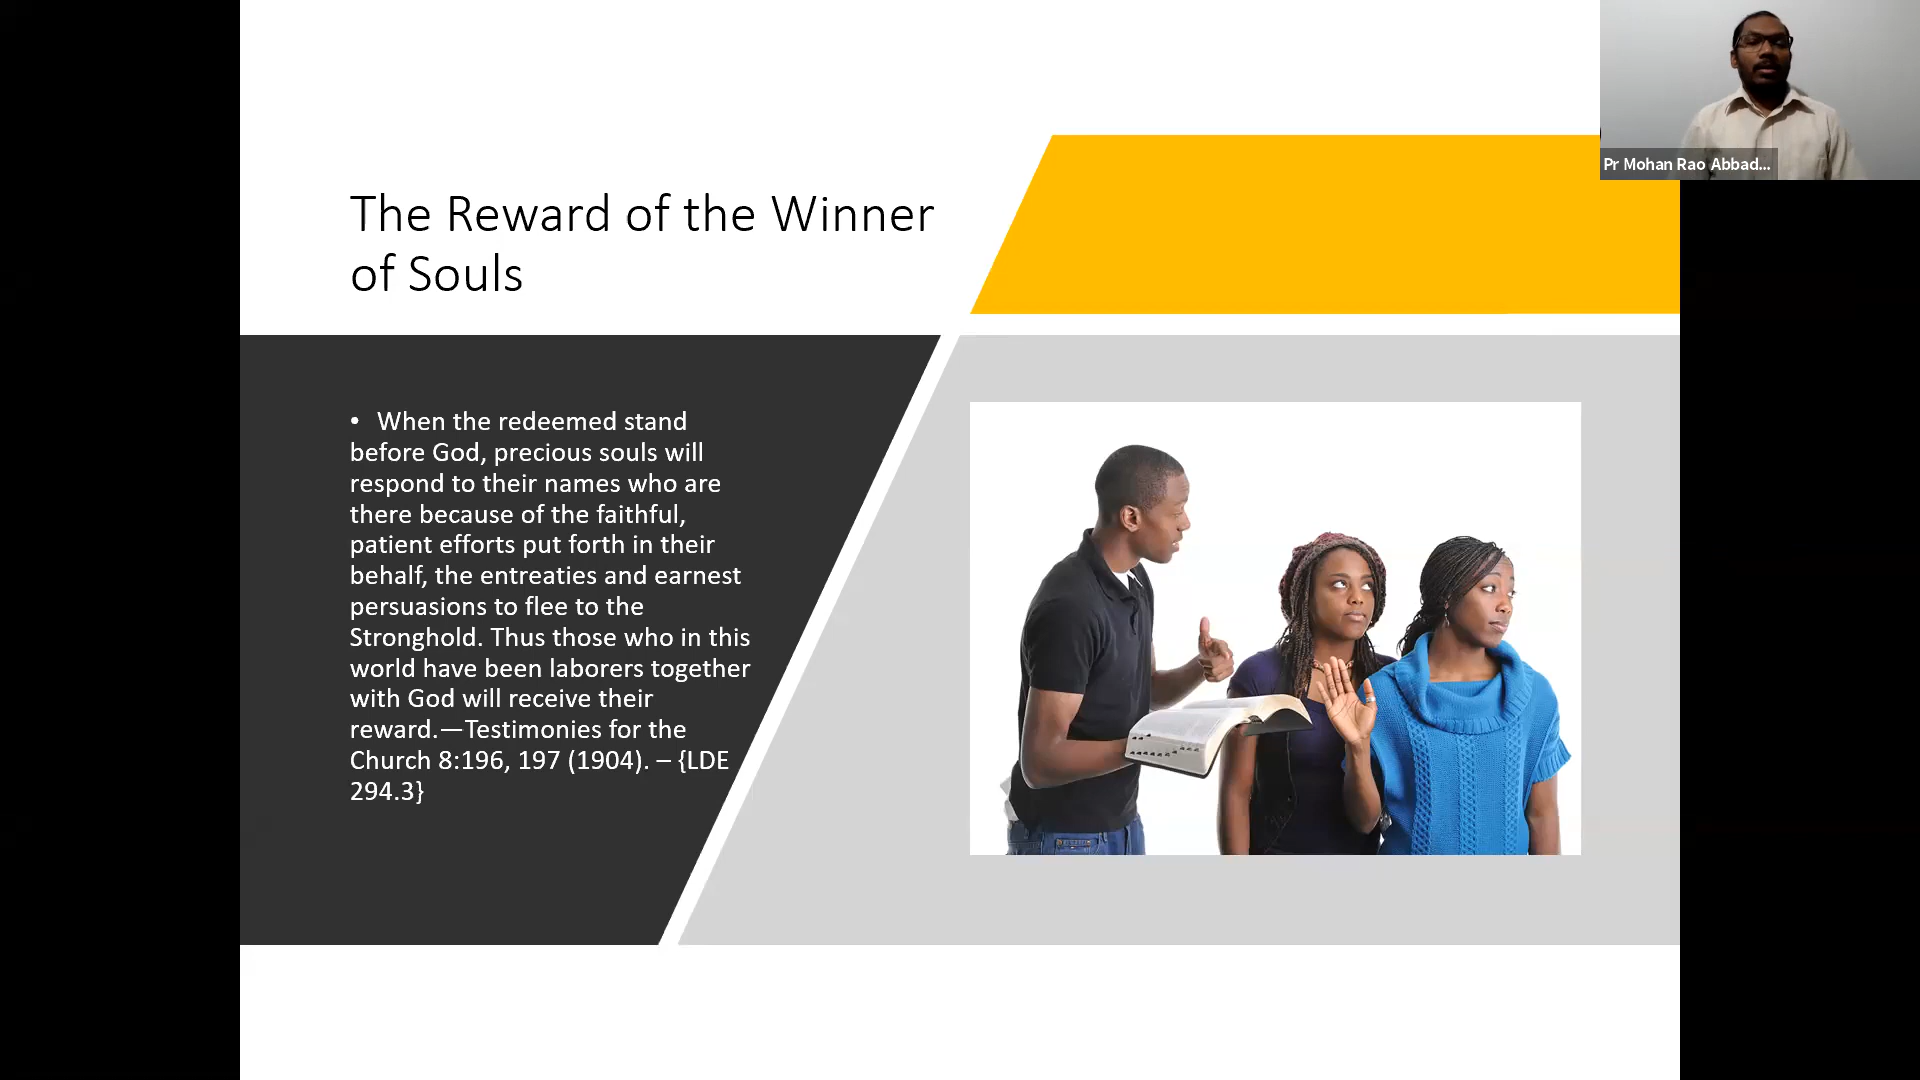 The Reward of the Winner
of Souls
• When the redeemed stand
before God, precious souls will
respond to their names who are
there because of the faithful,
patient efforts put forth in their
behalf, the entreaties and earnest
persuasions to flee to the
Stronghold. Thus those who in this
world have been laborers together
with God will receive their
reward.—Testimonies for the
Church 8:196, 197 (1904). – {LDE
294.3}
Pr Mohan Rao Abbad...